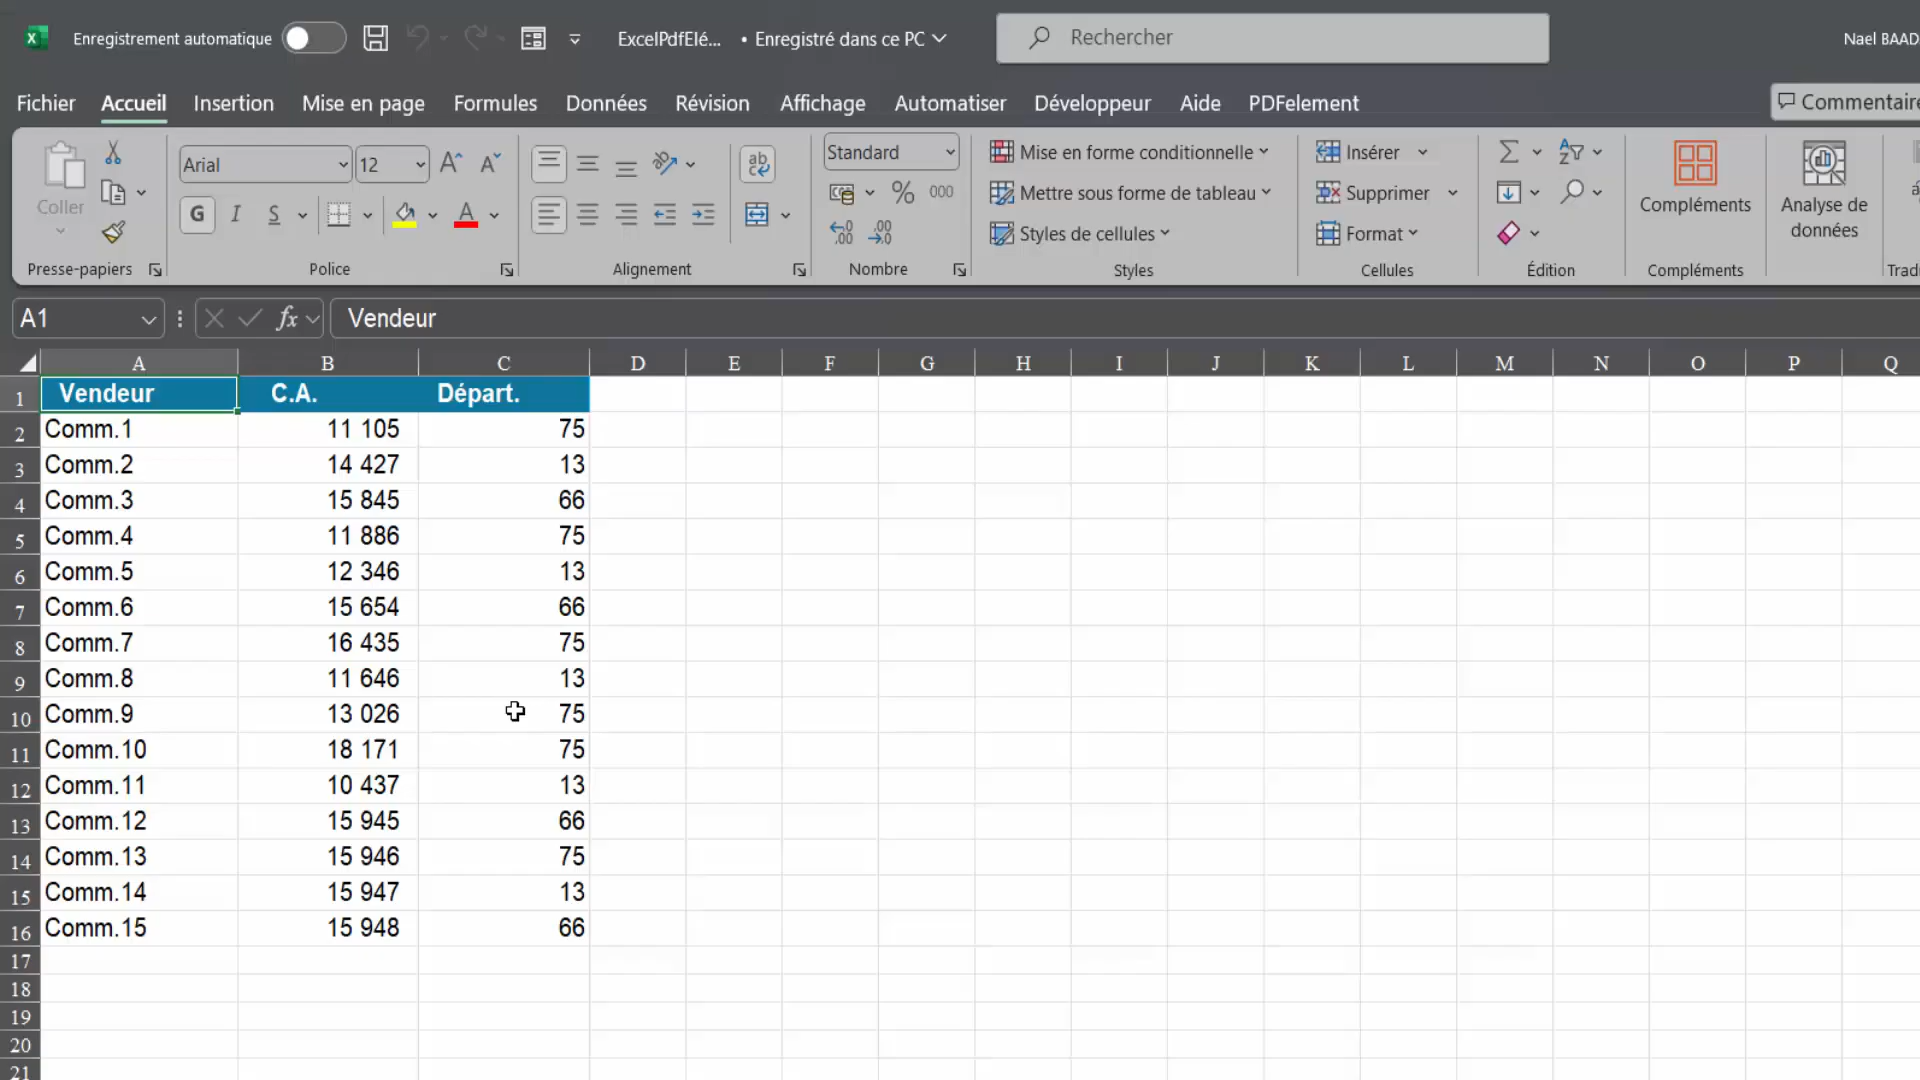 Enregistrement automatique
ExcelPdfElé... • Enregistré dans ce PC
Rechercher
Nael BAAD
Fichier Accueil Insertion Mise en page Formules Données Révision Affichage Automatiser Développeur Aide PDFelement
Commentaire
Coller
Arial 12
G I S A
Standard
% 000
Mise en forme conditionnelle
Mettre sous forme de tableau
Styles de cellules
Insérer
Supprimer
Format
Compléments
Analyse de
données
Presse-papiers Police Alignement Nombre Styles Cellules Édition Compléments Tradi
A1 fx Vendeur
A B C D E F G H I J K L M N O P Q
1 Vendeur C.A. Départ.
2 Comm.1 11 105 75
3 Comm.2 14 427 13
4 Comm.3 15 845 66
5 Comm.4 11 886 75
6 Comm.5 12 346 13
7 Comm.6 15 654 66
8 Comm.7 16 435 75
9 Comm.8 11 646 13
10 Comm.9 13 026 75
11 Comm.10 18 171 75
12 Comm.11 10 437 13
13 Comm.12 15 945 66
14 Comm.13 15 946 75
15 Comm.14 15 947 13
16 Comm.15 15 948 66
17
18
19
20
21